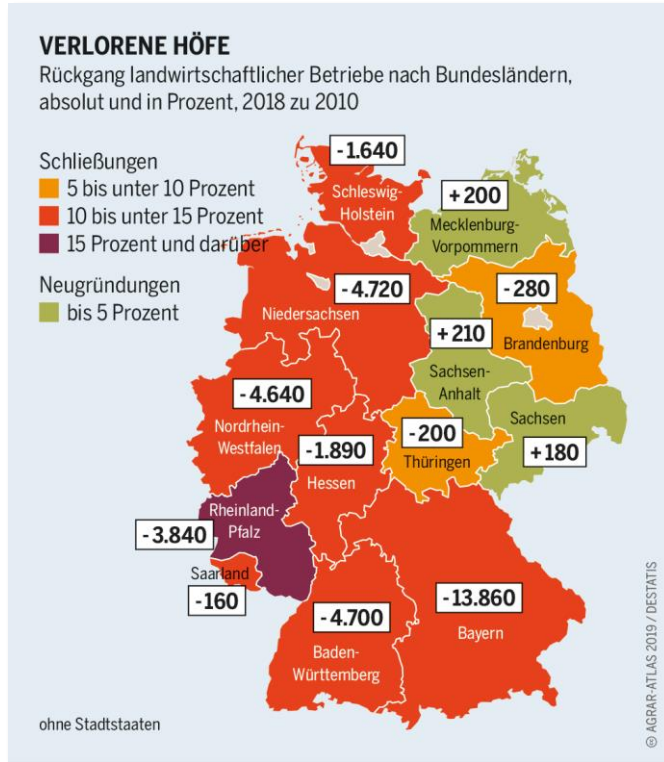 VERLORENE HÖFE
Rückgang landwirtschaftlicher Betriebe nach Bundesländern,
absolut und in Prozent, 2018 zu 2010
Schließungen
5 bis unter 10 Prozent
10 bis unter 15 Prozent
15 Prozent und darüber
Neugründungen
bis 5 Prozent
-1.640
Schleswig-
Holstein
+200
Mecklenburg-
Vorpommern
-4.720
Niedersachsen
-280
Brandenburg
+210
Sachsen-
Anhalt
-4.640
Nordrhein-
Westfalen
-1.890
Hessen
-200
Thüringen
Sachsen
+180
Rheinland-
Pfalz
-3.840
Saarland
-160
-4.700
Baden-
Württemberg
-13.860
Bayern
ohne Stadtstaaten
© AGRAR-ATLAS 2019 / DESTATIS